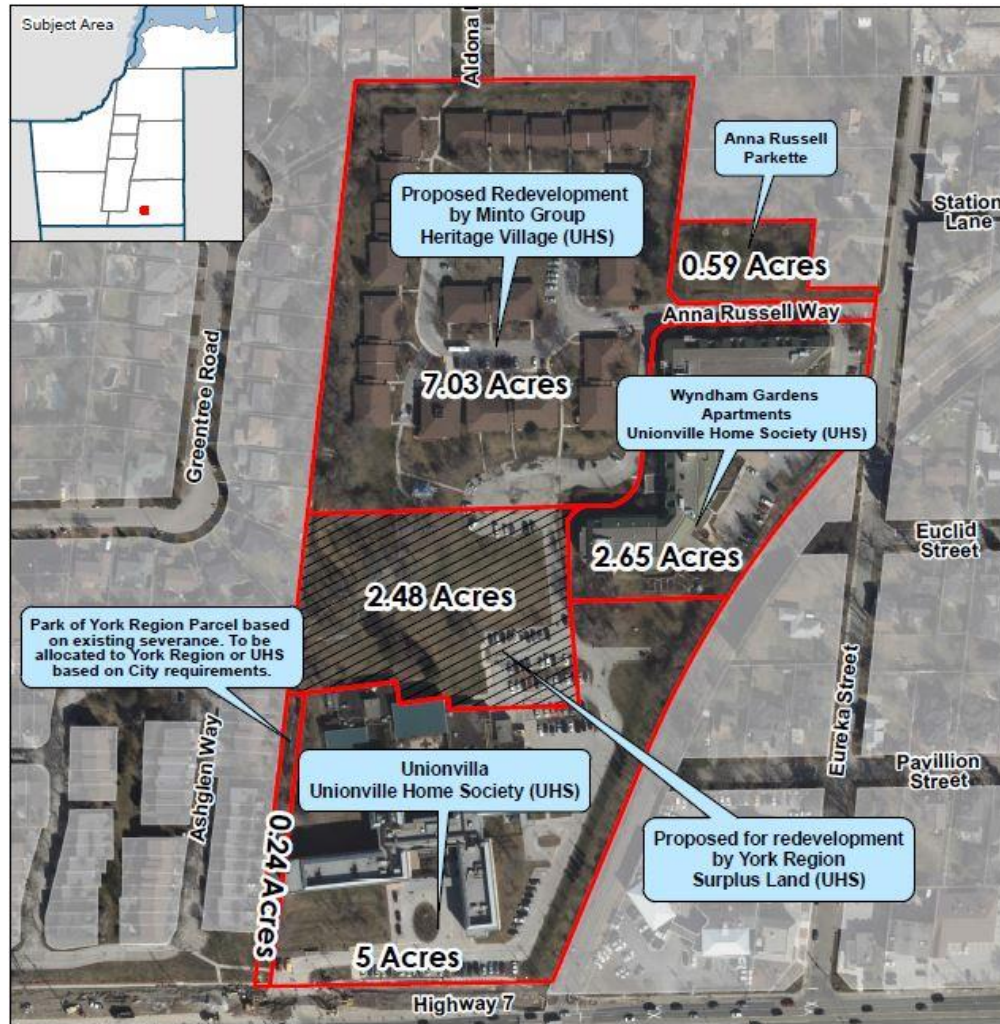 Subject Area
Aldona
Anna Russell
Parkette
Proposed Redevelopment
by Minto Group
Heritage Village (UHS)
Station
Lane
0.59 Acres
Anna Russell Way
7.03 Acres
Wyndham Gardens
Apartments
Unionville Home Society (UHS)
Greentree Road
Euclid
Street
2.65 Acres
2.48 Acres
Park of York Region Parcel based
on existing severance. To be
allocated to York Region or UHS
based on City requirements.
Eureka Street
Ashglen Way
Unionvilla
Unionville Home Society (UHS)
Pavillion
Street
0.24 Acres
Proposed for redevelopment
by York Region
Surplus Land (UHS)
5 Acres
Highway 7